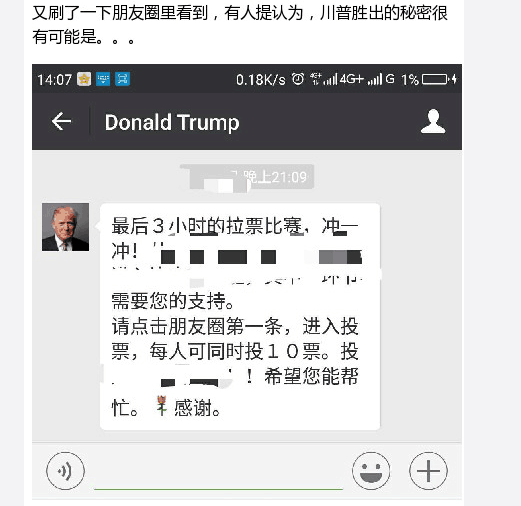 又刷了一下朋友圈里看到，有人提认为，川普胜出的秘密很
有可能是。。。
14:07 0.18K/s 4G+ G 1%
Donald Trump
晚上21:09
最后３小时的拉票比赛，冲一
冲！
需要您的支持。
请点击朋友圈第一条，进入投
票，每人可同时投１０票。投
！希望您能帮
忙。🌹感谢。